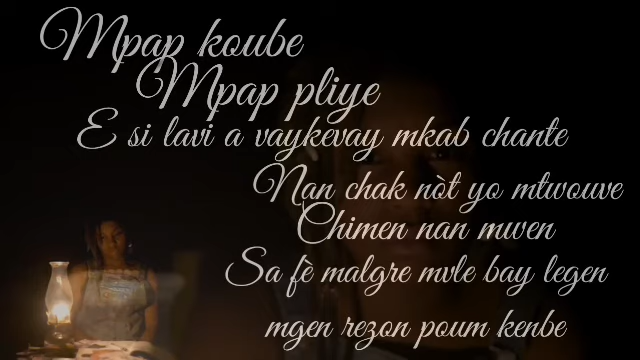 Mpap koube
Mpap pliye
E si lavi a vaykevay mkab chante
Nan chak nòt yo mtwouve
Chimen nan mwen
Sa fè malgre mvle bay legen
mgen rezon poum kenbe